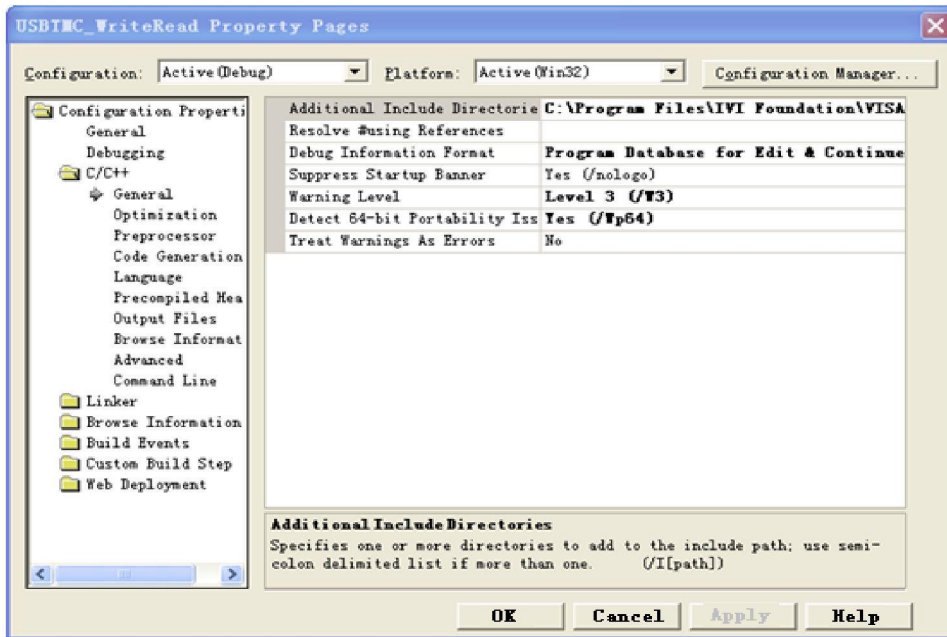 USBTMC_WriteRead Property Pages
Configuration: Active(Debug) Platform: Active(Win32) Configuration Manager...
Configuration Properti
General
Debugging
C/C++
General
Optimization
Preprocessor
Code Generation
Language
Precompiled Hea
Output Files
Browse Informat
Advanced
Command Line
Linker
Browse Information
Build Events
Custom Build Step
Web Deployment
Additional Include Directorie C:\Program Files\IVI Foundation\VISA
Resolve #using References
Debug Information Format Program Database for Edit & Continue
Suppress Startup Banner Yes (/nologo)
Warning Level Level 3 (/W3)
Detect 64-bit Portability Iss Yes (/Wp64)
Treat Warnings As Errors No
Additional Include Directories
Specifies one or more directories to add to the include path; use semi-
colon delimited list if more than one. (/I[path])
OK Cancel Apply Help